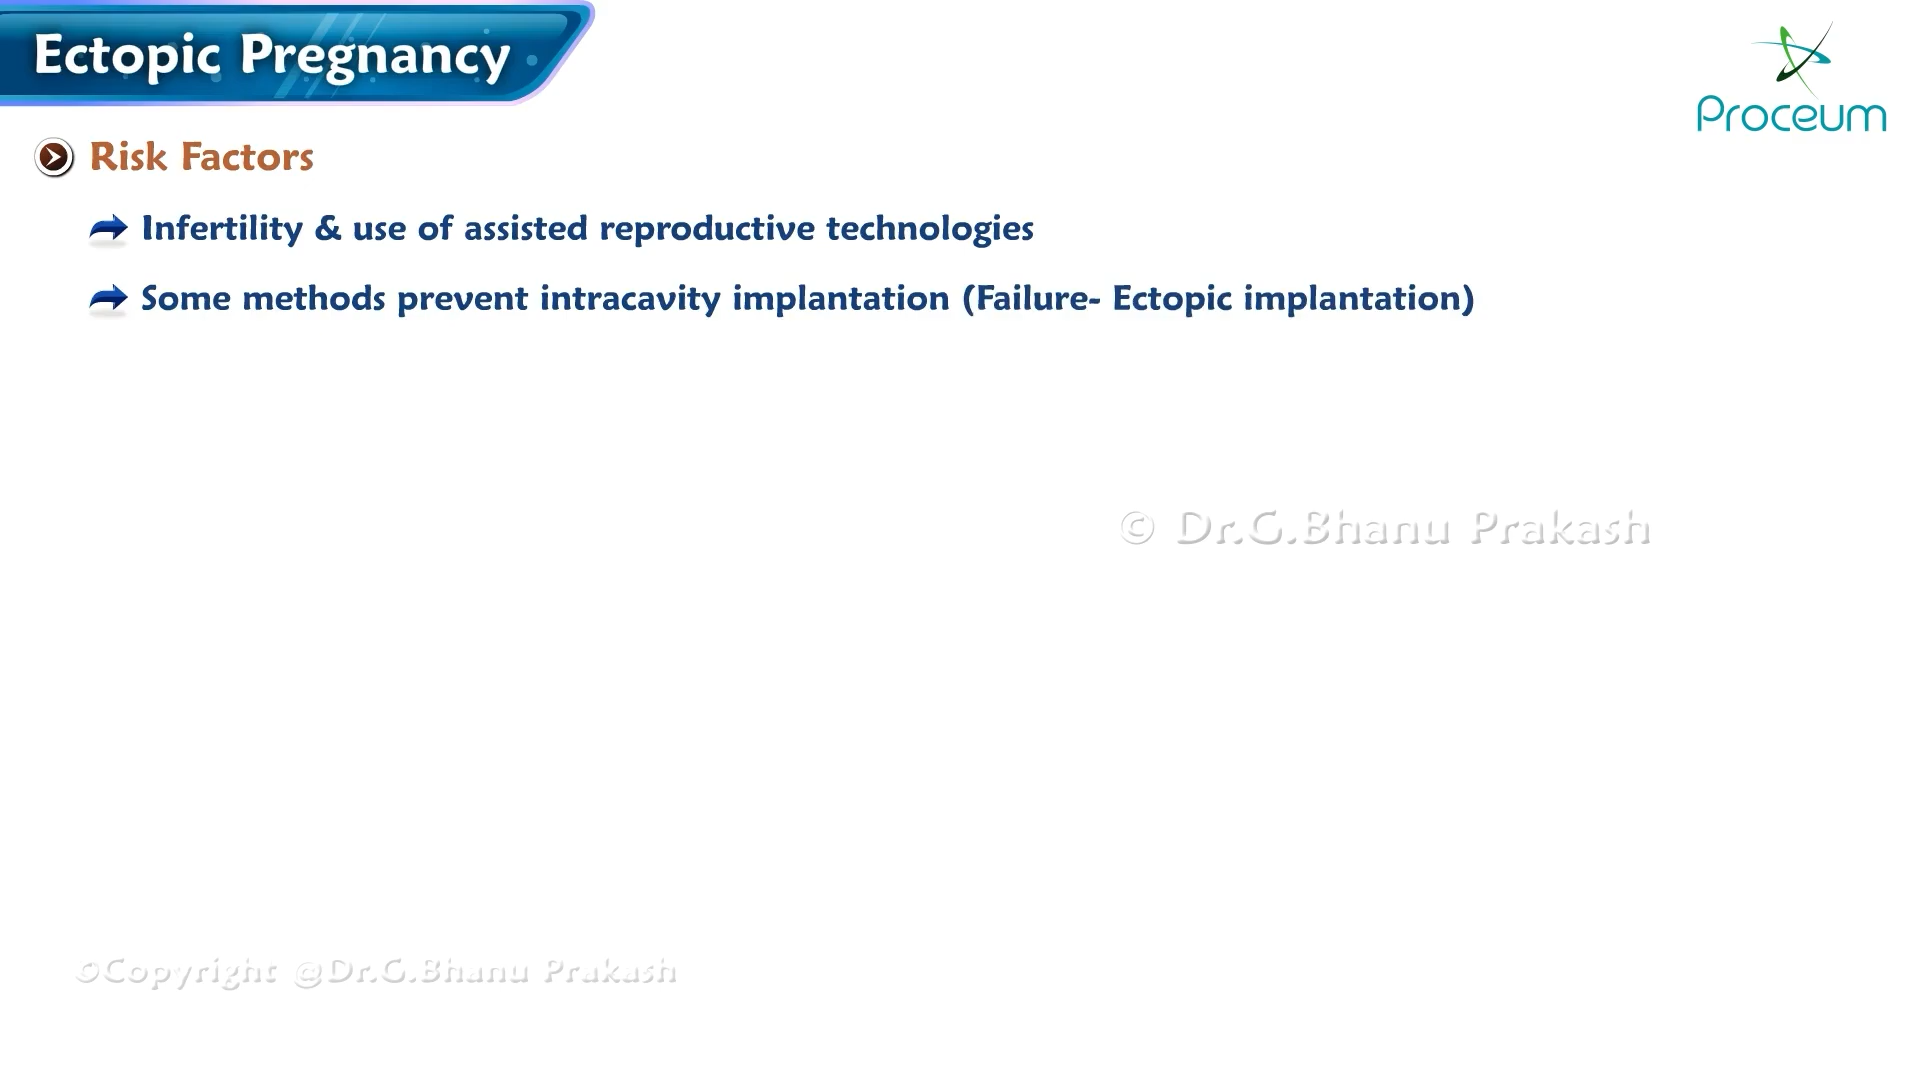 Ectopic Pregnancy
Proceum
Risk Factors
Infertility & use of assisted reproductive technologies
Some methods prevent intracavity implantation (Failure- Ectopic implantation)
© Dr.G.Bhanu Prakash
©Copyright @Dr.G.Bhanu Prakash